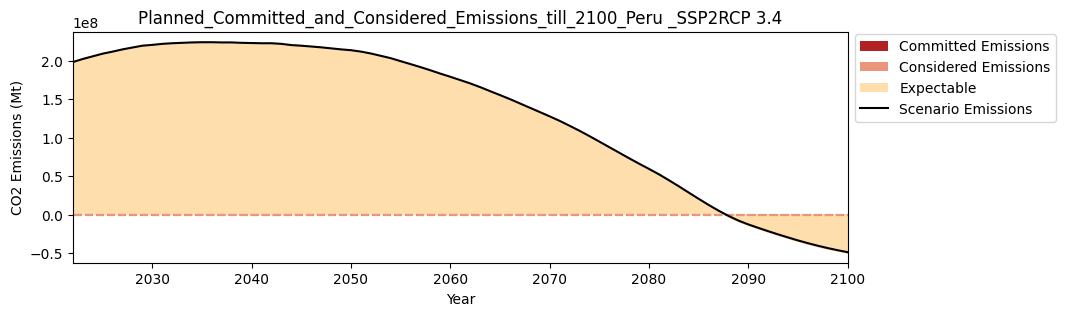 Planned_Committed_and_Considered_Emissions_till_2100_Peru _SSP2RCP 3.4
1e8
CO2 Emissions (Mt)
2.0
1.5
1.0
0.5
0.0
−0.5
2030 2040 2050 2060 2070 2080 2090 2100
Year
Committed Emissions
Considered Emissions
Expectable
Scenario Emissions